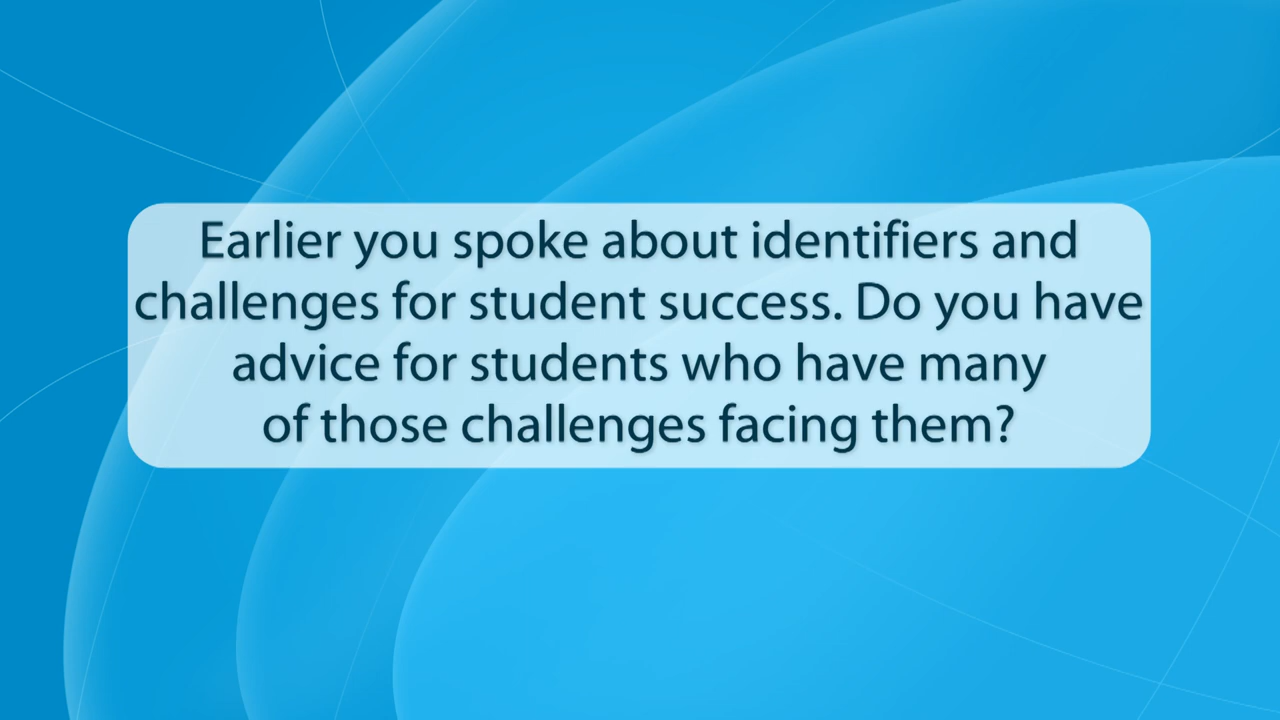 Earlier you spoke about identifiers and
challenges for student success. Do you have
advice for students who have many
of those challenges facing them?